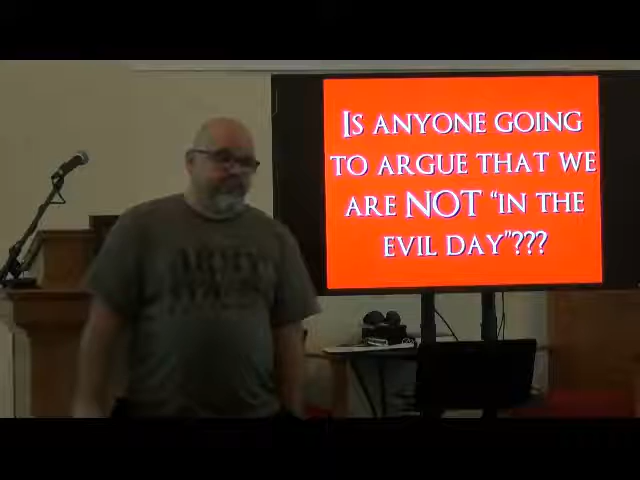 IS ANYONE GOING
TO ARGUE THAT WE
ARE NOT “IN THE
EVIL DAY”???